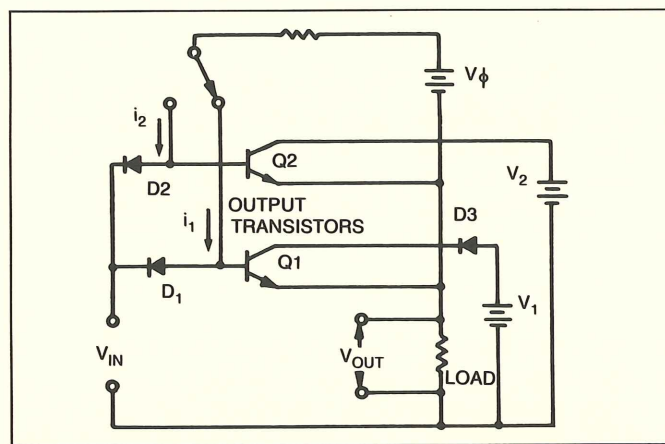 Vϕ
i2
Q2
V2
D2
OUTPUT
TRANSISTORS
D3
i1
Q1
D1
V1
VIN
VOUT
LOAD